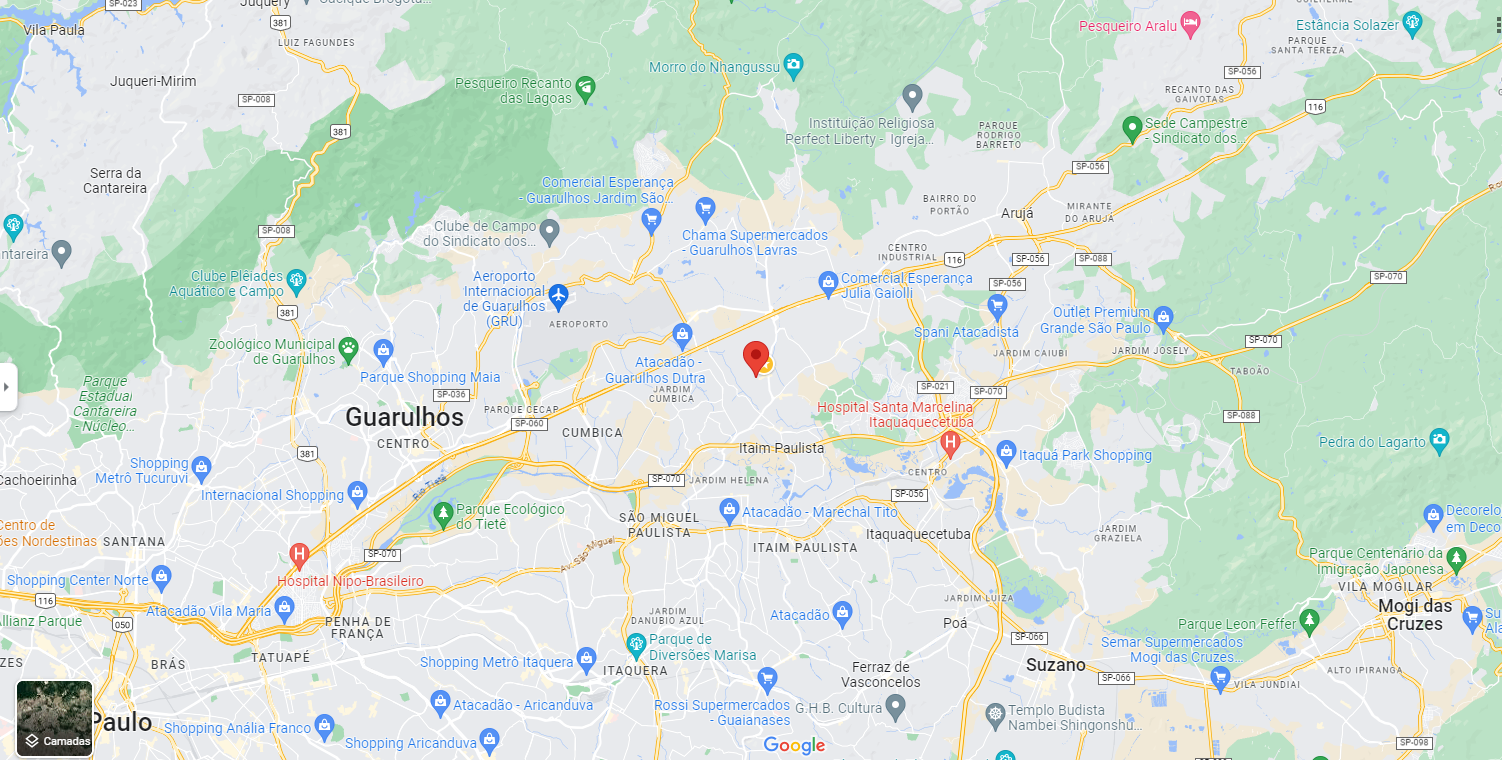 SP-023
Juquery
Cacique Brotata...
Vila Paula
381
LUIZ FAGUNDES
Pesqueiro Aralu
Estância Solazer
GUILHERME
PARQUE
SANTA TEREZA
Juqueri-Mirim
SP-008
Pesqueiro Recanto
das Lagoas
Morro do Nhangussu
SP-056
RECANTO DAS
GAIVOTAS
116
381
Instituição Religiosa
Perfect Liberty - Igreja...
PARQUE
RODRIGO
BARRETO
Sede Campestre
- Sindicato dos...
SP-056
Serra da
Cantareira
Comercial Esperança
- Guarulhos Jardim São...
BAIRRO DO
PORTÃO
Arujá
MIRANTE
DO ARUJÁ
Rod.
antareira
SP-008
Clube de Campo
do Sindicato dos...
Chama Supermercados
- Guarulhos Lavras
CENTRO
INDUSTRIAL
116
SP-056
SP-088
SP-070
Clube Plêiades
Aquático e Campo
Aeroporto
Internacional
de Guarulhos
(GRU)
AEROPORTO
Comercial Esperança
Júlia Gaiolli
SP-056
381
Spani Atacadistá
Outlet Premium
Grande São Paulo
Zoológico Municipal
de Guarulhos
Parque Shopping Maia
Atacadão -
Guarulhos Dutra
JARDIM
CUMBICA
JARDIM CAIUBI
JARDIM JOSELY
SP-070
TABOÃO
Parque
Estadual
Cantareira
- Núcleo...
SP-036
SP-021
SP-070
Guarulhos
CENTRO
PARQUE CECAP
SP-060
CUMBICA
Hospital Santa Marcelina
Itaquaquecetuba
SP-088
Pedra do Lagarto
381
Itaim Paulista
Itaquá Park Shopping
Shopping
Metrô Tucuruvi
Cachoeirinha
Rio Tietê
SP-070
JARDIM HELENA
CENTRO
SP-056
Internacional Shopping
Parque Ecológico
do Tietê
SÃO MIGUEL
PAULISTA
Atacadão - Marechal Tito
Itaquaquecetuba
JARDIM
GRAZIELA
Decorelo
em Deco
Centro de
ões Nordestinas
SANTANA
SP-070
Av. São Miguel
ITAIM PAULISTA
Parque Centenário da
Imigração Japonesa
Hospital Nipo-Brasileiro
Shopping Center Norte
VILA MOGILAR
116
Atacadão Vila Maria
Allianz Parque
050
PENHA DE
FRANÇA
JARDIM
DANUBIO AZUL
Atacadão
JARDIM LUIZA
Poá
Parque Leon Feffer
Mogi das
Cruzes
Su
Ala
SP-066
ZES
BRÁS
TATUAPÉ
Shopping Metrô Itaquera
ITAQUERA
Parque de
Diversões Marisa
Ferraz de
Vasconcelos
Suzano
Semar Supermercados
Mogi das Cruzes...
SP-066
VILA JUNDIAI
ALTO IPIRANGA
Paulo
Shopping Anália Franco
Atacadão - Aricanduva
Shopping Aricanduva
Rossi Supermercados
- Guaianases
G.H.B. Cultura
Templo Budista
Nambei Shingonshú...
SP-098
Camadas
Google